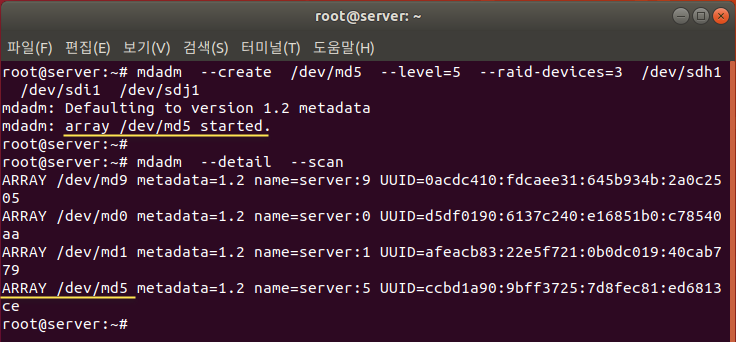 root@server: ~
파일(F) 편집(E) 보기(V) 검색(S) 터미널(T) 도움말(H)
root@server:~# mdadm  --create  /dev/md5  --level=5  --raid-devices=3  /dev/sdh1
  /dev/sdi1  /dev/sdj1
mdadm: Defaulting to version 1.2 metadata
mdadm: array /dev/md5 started.
root@server:~#
root@server:~# mdadm  --detail  --scan
ARRAY /dev/md9 metadata=1.2 name=server:9 UUID=0acdc410:fdcaee31:645b934b:2a0c25
05
ARRAY /dev/md0 metadata=1.2 name=server:0 UUID=d5df0190:6137c240:e16851b0:c78540
aa
ARRAY /dev/md1 metadata=1.2 name=server:1 UUID=afeacb83:22e5f721:0b0dc019:40cab7
79
ARRAY /dev/md5 metadata=1.2 name=server:5 UUID=ccbd1a90:9bff3725:7d8fec81:ed6813
ce
root@server:~#